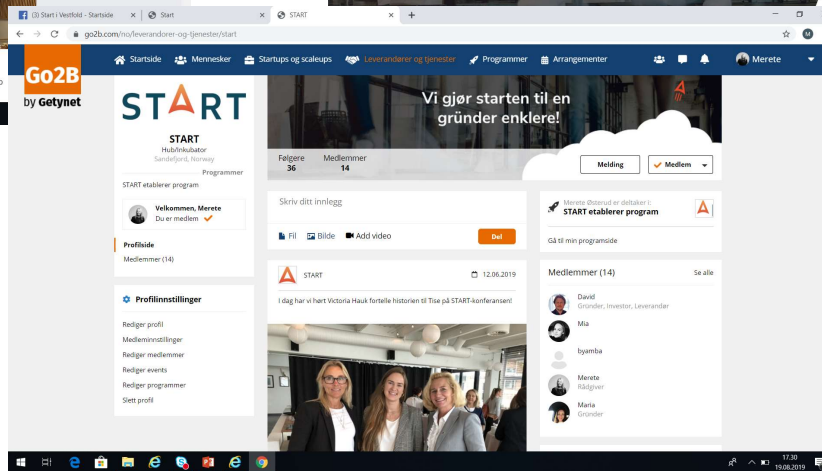 (3) Start i Vestfold - Startside
Start
START
go2b.com/no/leverandorer-og-tjenester/start
M
Go2B
by Getynet
Startside
Mennesker
Startups og scaleups
Leverandører og tjenester
Programmer
Arrangementer
Merete
START
START
Hub/Inkubator
Sandefjord, Norway
Programmer
START etablerer program
Velkommen, Merete
Du er medlem
Profilside
Medlemmer (14)
Profilinnstillinger
Rediger profil
Medleminnstillinger
Rediger medlemmer
Rediger events
Rediger programmer
Slett profil
Vi gjør starten til en
gründer enklere!
Følgere Medlemmer
36 14
Melding
Medlem
Skriv ditt innlegg
Fil Bilde Add video
Del
START
12.06.2019
I dag har vi hørt Victoria Hauk fortelle historien til Tise på START-konferansen!
Merete Østerud er deltaker i:
START etablerer program
Gå til min programside
Medlemmer (14)
Se alle
David
Gründer, Investor, Leverandør
Mia
byamba
Merete
Rådgiver
Maria
Gründer
17.30
19.08.2019